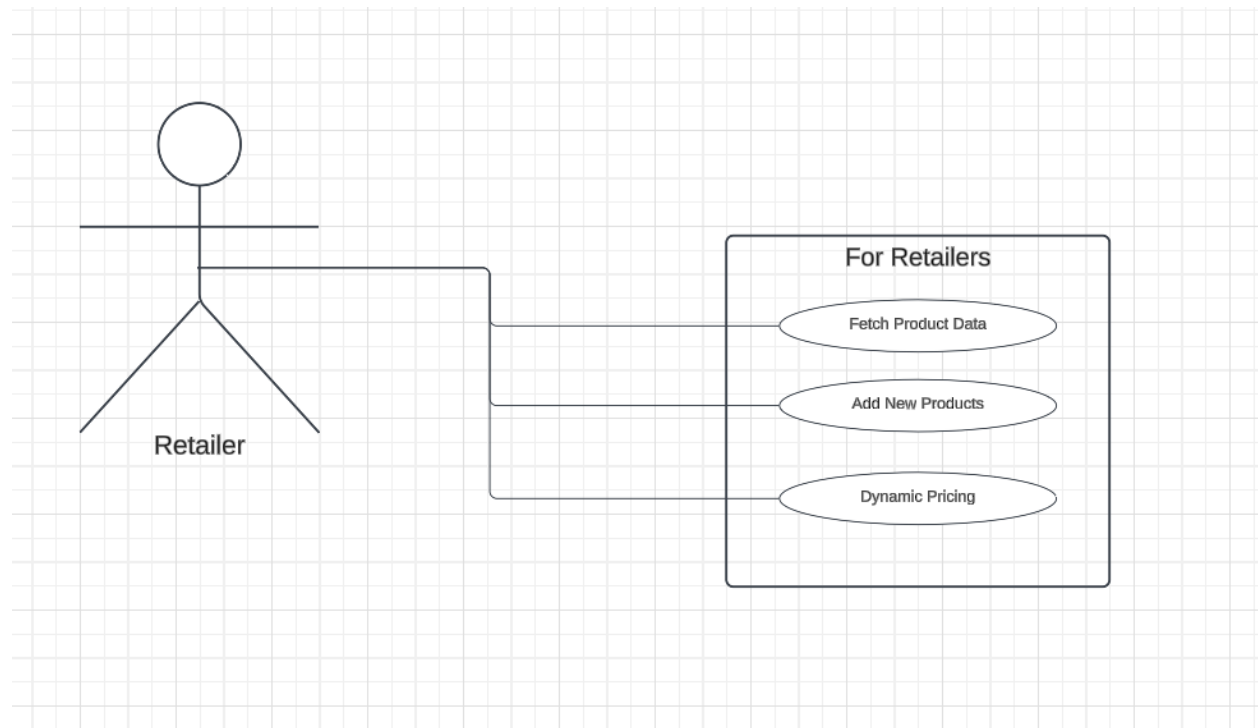 For Retailers
Fetch Product Data
Add New Products
Retailer
Dynamic Pricing